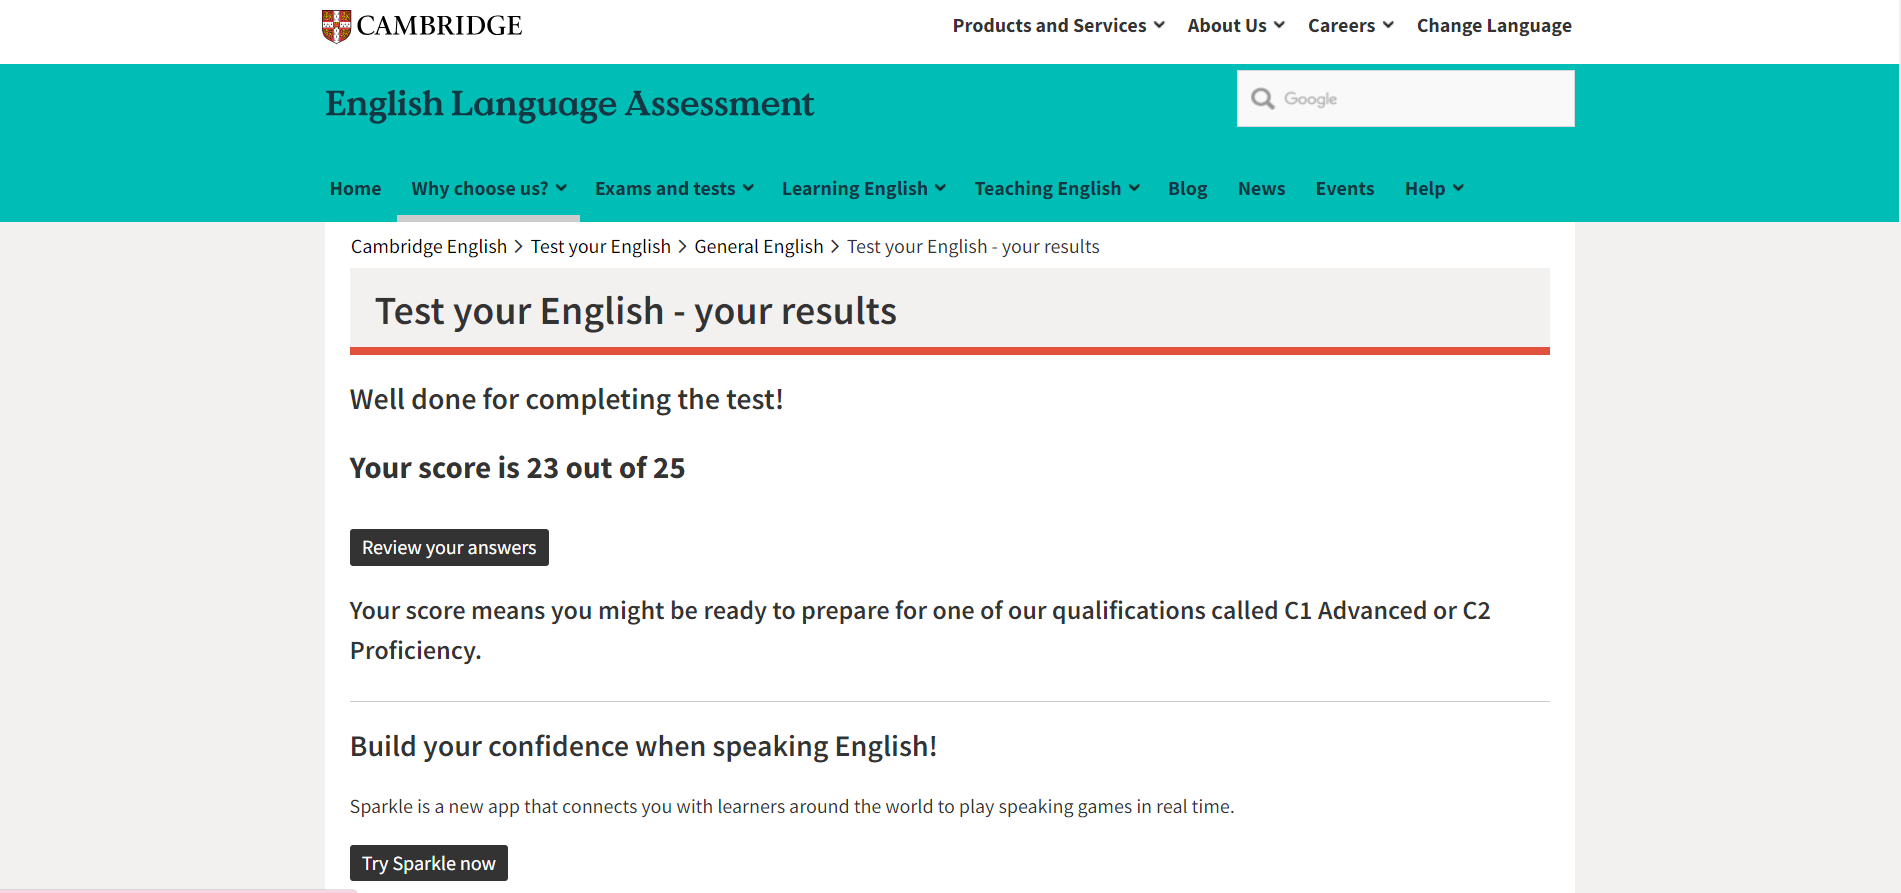 CAMBRIDGE
Products and Services About Us Careers Change Language
English Language Assessment
Google
Home Why choose us? Exams and tests Learning English Teaching English Blog News Events Help
Cambridge English > Test your English > General English > Test your English - your results
Test your English - your results
Well done for completing the test!
Your score is 23 out of 25
Review your answers
Your score means you might be ready to prepare for one of our qualifications called C1 Advanced or C2
Proficiency.
Build your confidence when speaking English!
Sparkle is a new app that connects you with learners around the world to play speaking games in real time.
Try Sparkle now